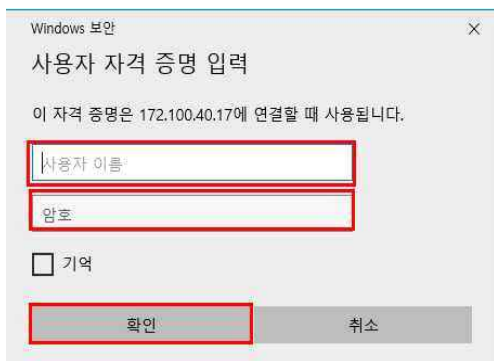 Windows 보안
사용자 자격 증명 입력
이 자격 증명은 172.100.40.17에 연결할 때 사용됩니다.
사용자 이름
암호
기억
확인 취소